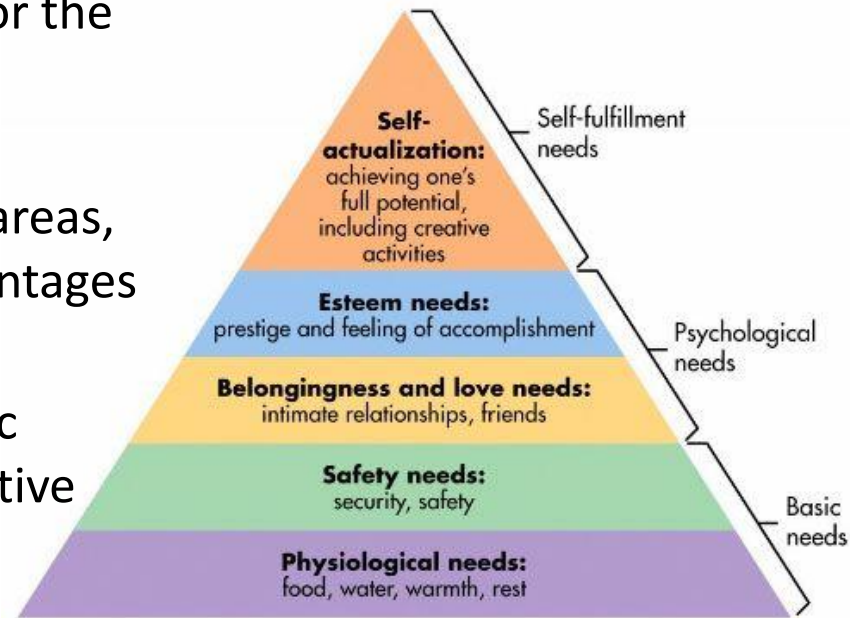 or the
areas,
ntages
c
tive
Self-
actualization:
achieving one's
full potential,
including creative
activities
Esteem needs:
prestige and feeling of accomplishment
Belongingness and love needs:
intimate relationships, friends
Safety needs:
security, safety
Physiological needs:
food, water, warmth, rest
Self-fulfillment
needs
Psychological
needs
Basic
needs